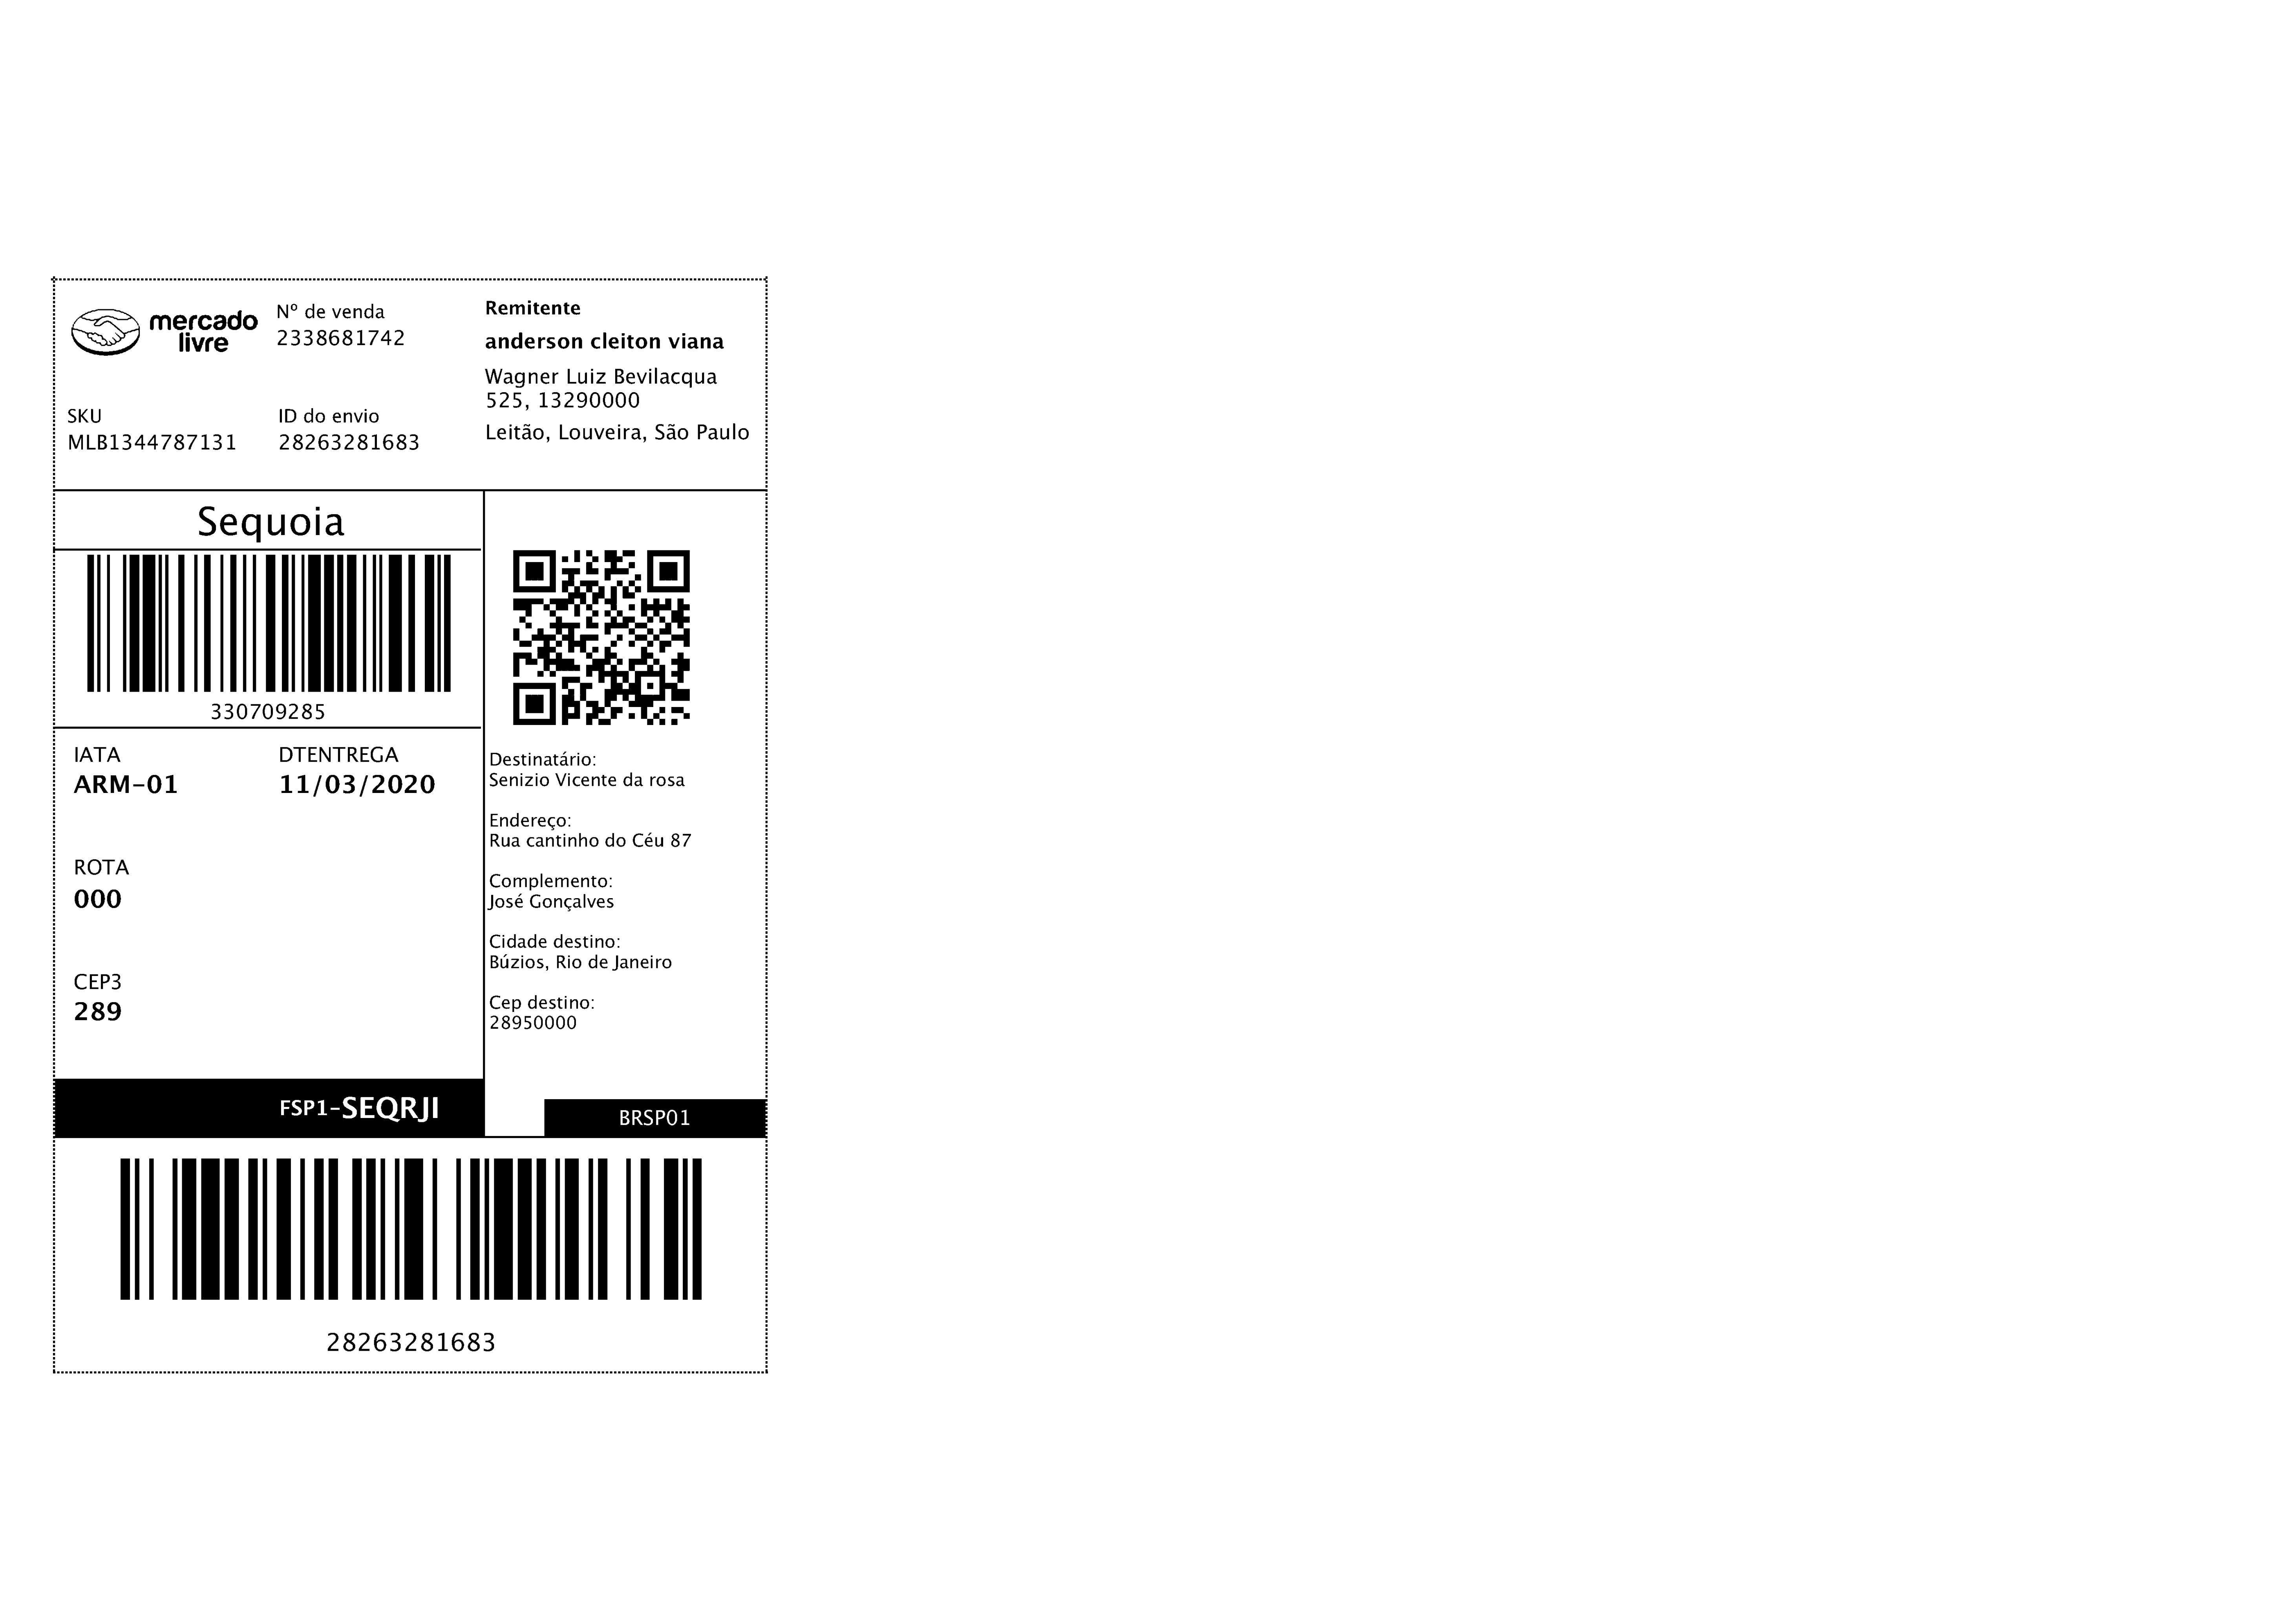 mercado
livre
Nº de venda
2338681742
SKU
MLB1344787131
ID do envio
28263281683
Remitente
anderson cleiton viana
Wagner Luiz Bevilacqua
525, 13290000
Leitão, Louveira, São Paulo
Sequoia
330709285
IATA
ARM-01
DTENTREGA
11/03/2020
ROTA
000
CEP3
289
FSP1-SEQRJI
Destinatário:
Senizio Vicente da rosa
Endereço:
Rua cantinho do Céu 87
Complemento:
José Gonçalves
Cidade destino:
Búzios, Rio de Janeiro
Cep destino:
28950000
BRSP01
28263281683